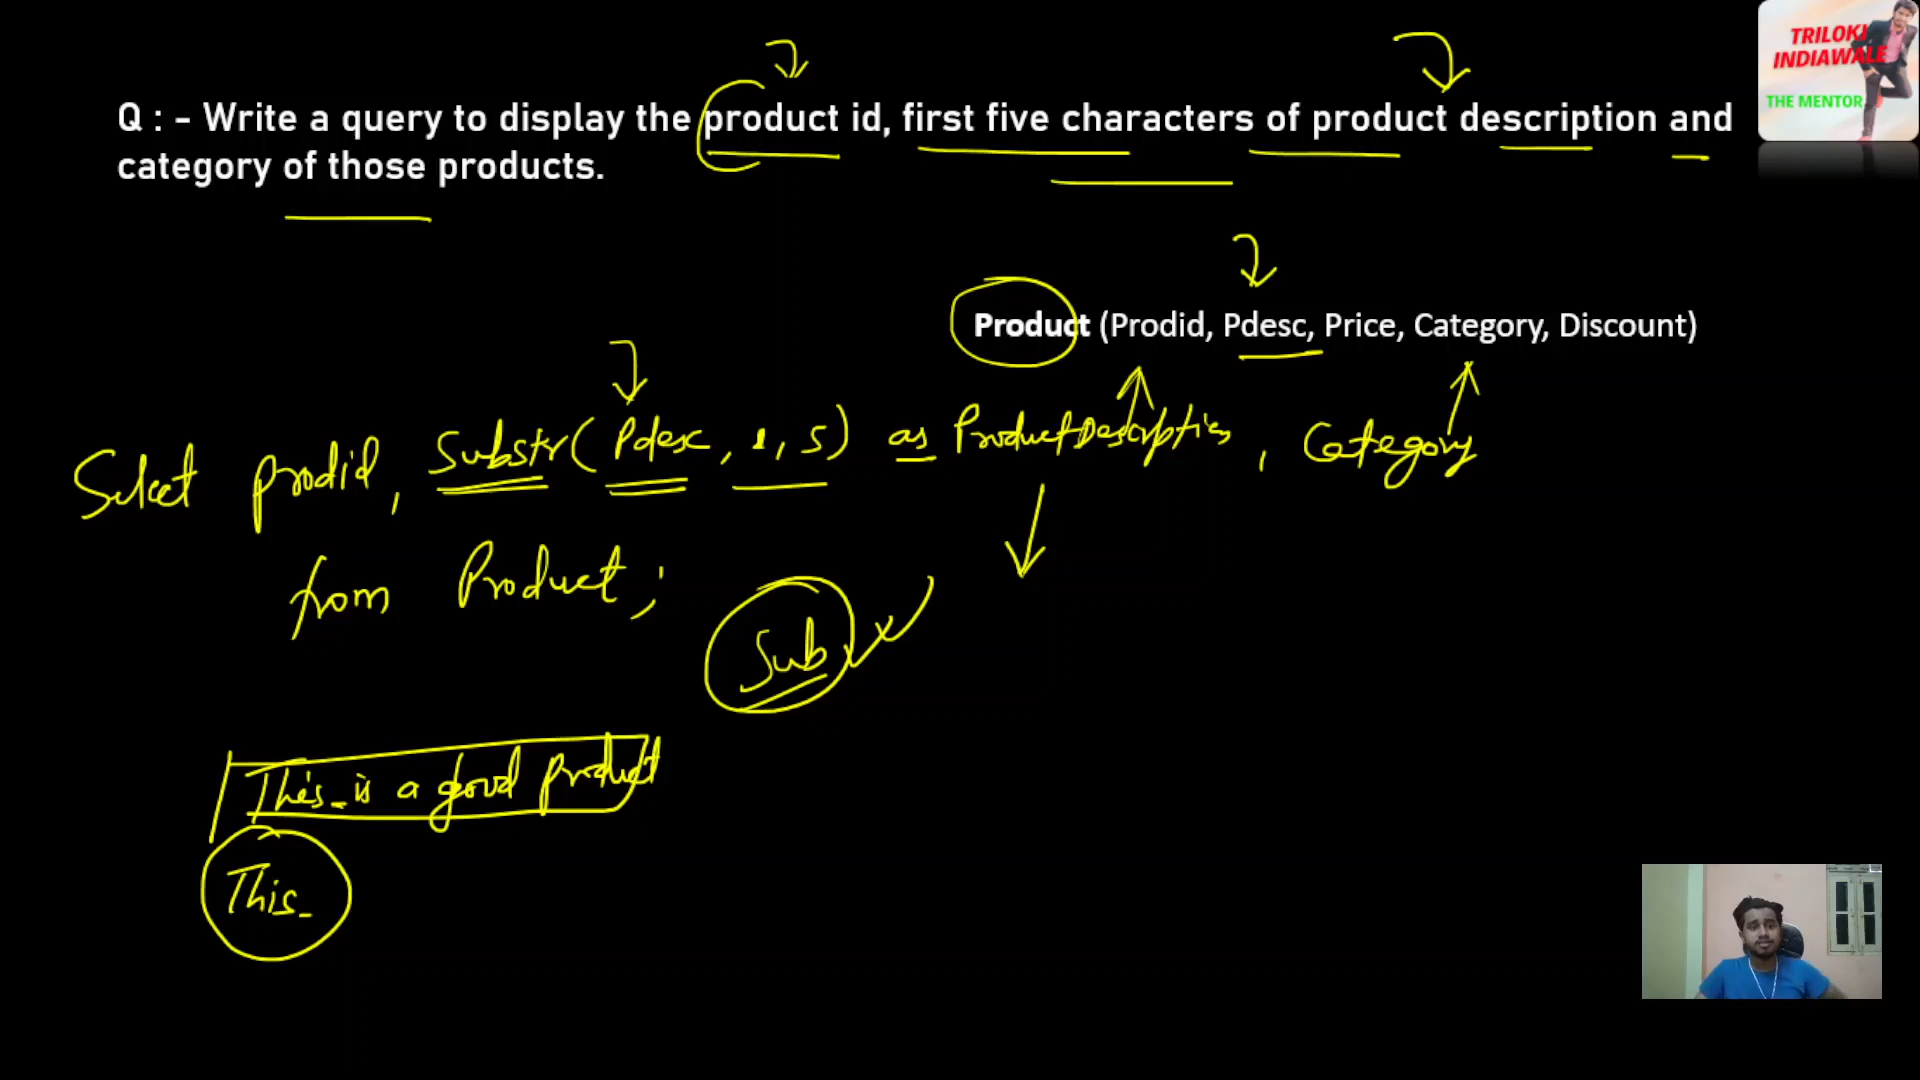 TRILOKI
INDIAWALE
THE MENTOR
Q : - Write a query to display the product id, first five characters of product description and
category of those products.
Product (Prodid, Pdesc, Price, Category, Discount)
Select prodid, Substr(Pdesc, 1, 5) as ProductDescription, Category
from Product;
Sub
This_is a good product
This_